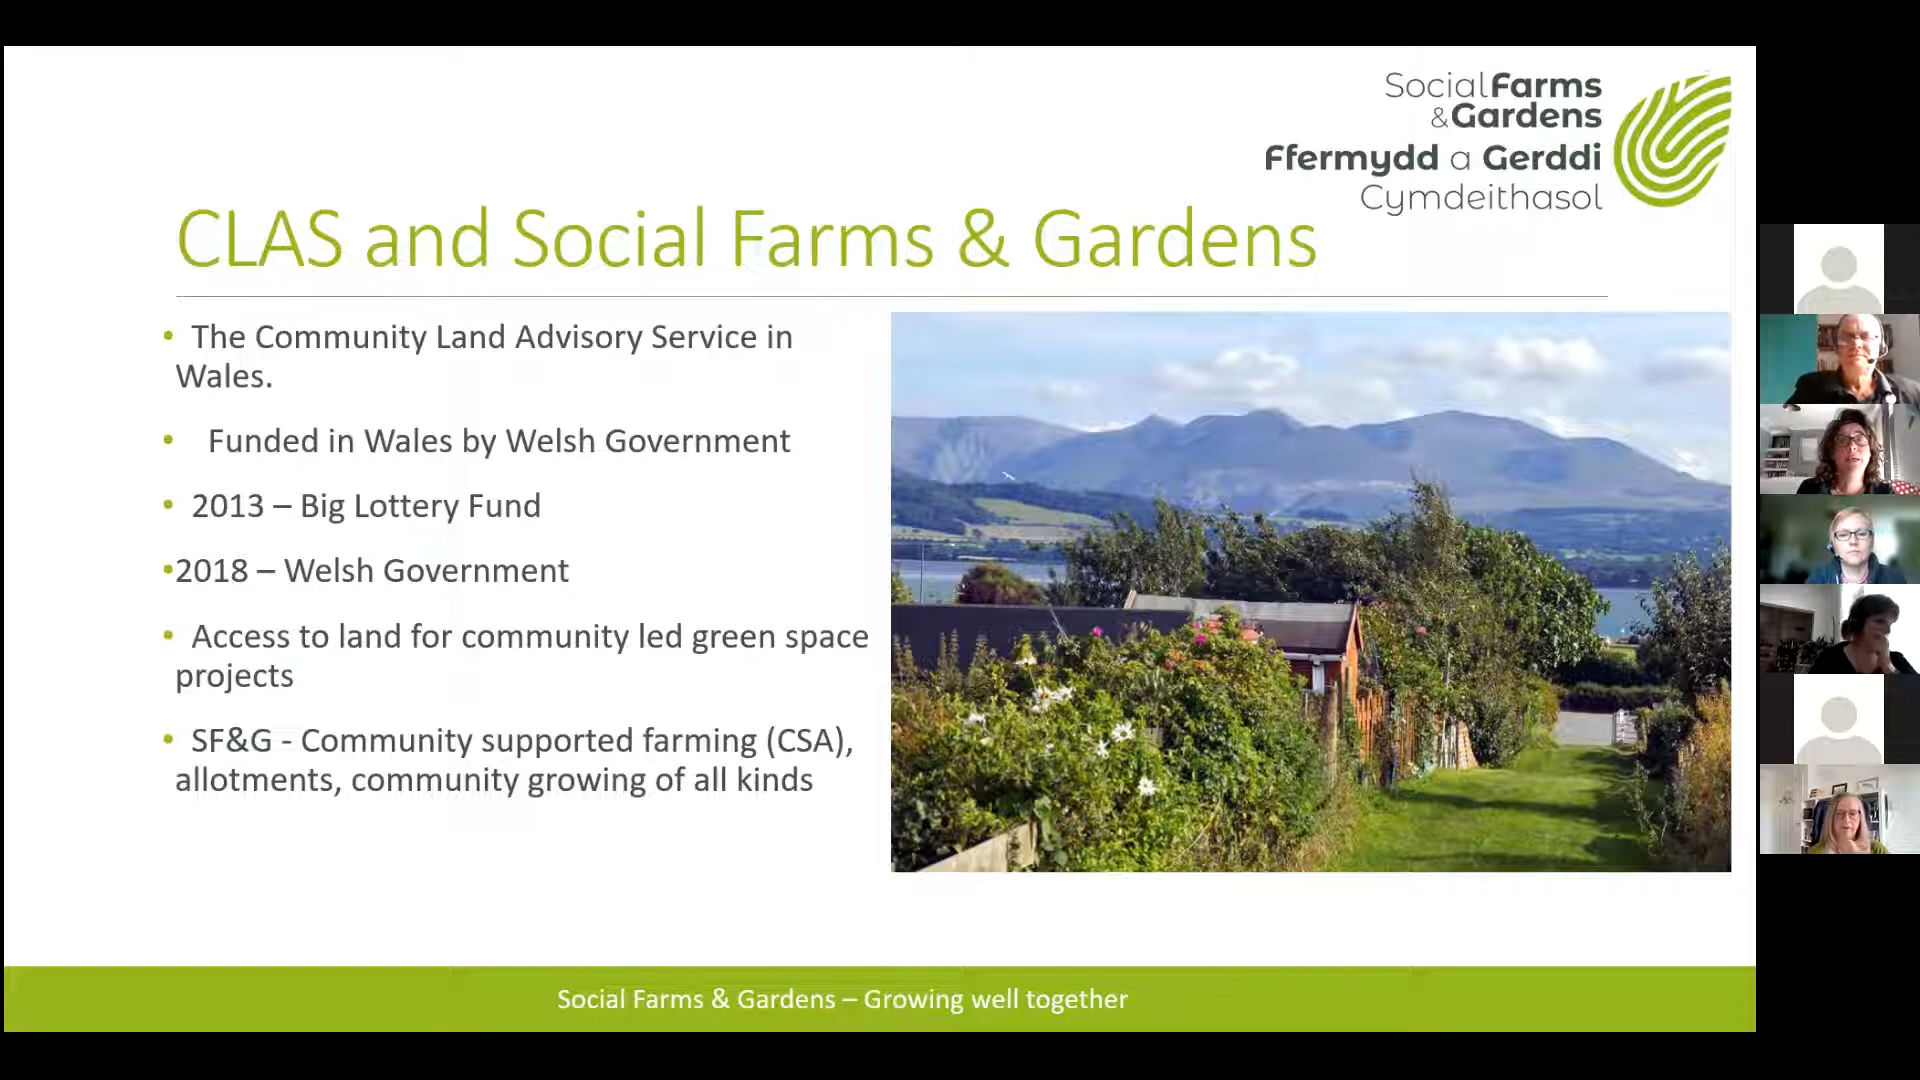 Social Farms
& Gardens
Ffermydd a Gerddi
Cymdeithasol
CLAS and Social Farms & Gardens
• The Community Land Advisory Service in
Wales.
• Funded in Wales by Welsh Government
• 2013 – Big Lottery Fund
•2018 – Welsh Government
• Access to land for community led green space
projects
• SF&G - Community supported farming (CSA),
allotments, community growing of all kinds
Social Farms & Gardens – Growing well together